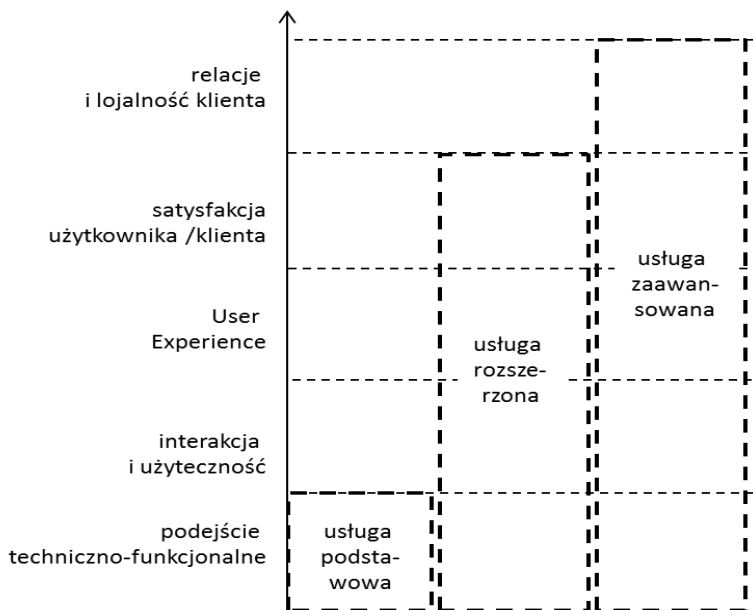 relacje
i lojalność klienta
satysfakcja
użytkownika /klienta
User
Experience
interakcja
i użyteczność
podejście
techniczno-funkcjonalne
usługa
podsta-
wowa
usługa
rozsze-
rzona
usługa
zaawan-
sowana